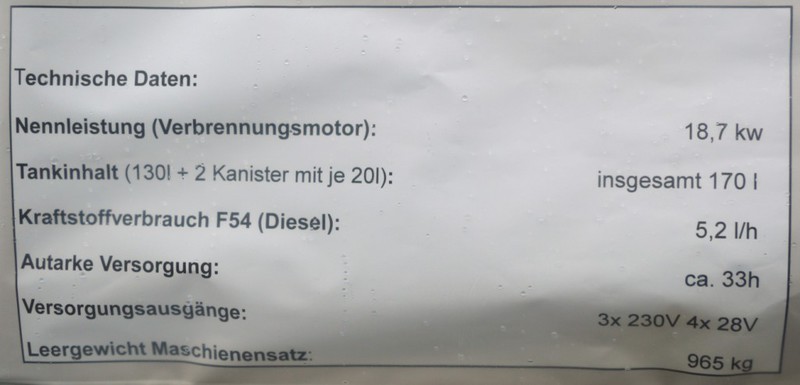 Technische Daten:
Nennleistung (Verbrennungsmotor): 18,7 kw
Tankinhalt (130l + 2 Kanister mit je 20l): insgesamt 170 l
Kraftstoffverbrauch F54 (Diesel): 5,2 l/h
Autarke Versorgung: ca. 33h
Versorgungsausgänge: 3x 230V 4x 28V
Leergewicht Maschienensatz: 965 kg